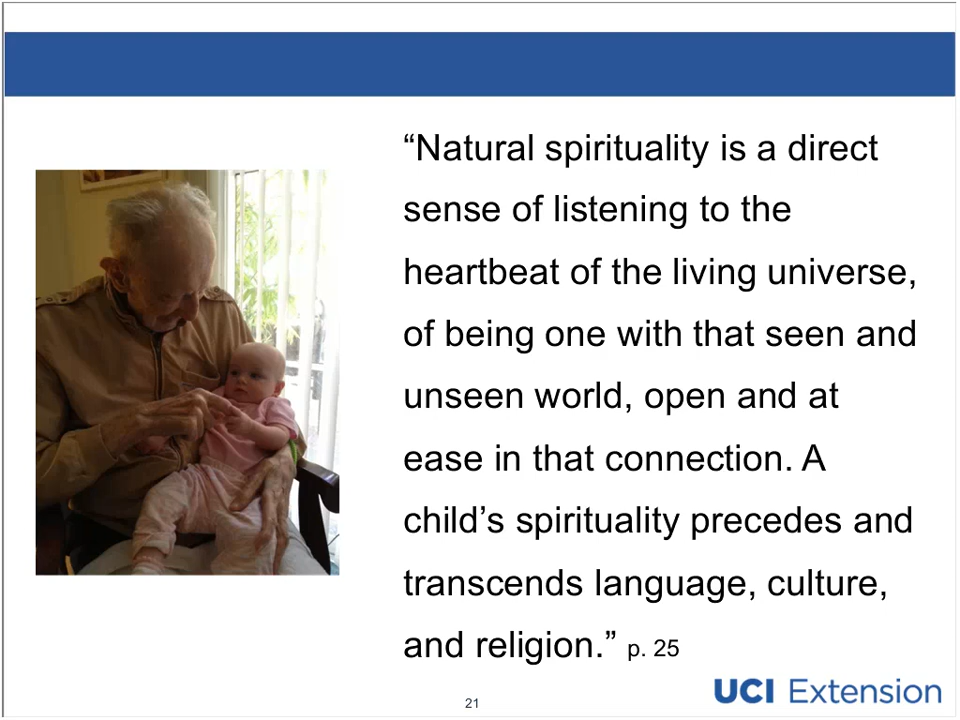 “Natural spirituality is a direct
sense of listening to the
heartbeat of the living universe,
of being one with that seen and
unseen world, open and at
ease in that connection. A
child’s spirituality precedes and
transcends language, culture,
and religion.” p. 25
21
UCI Extension